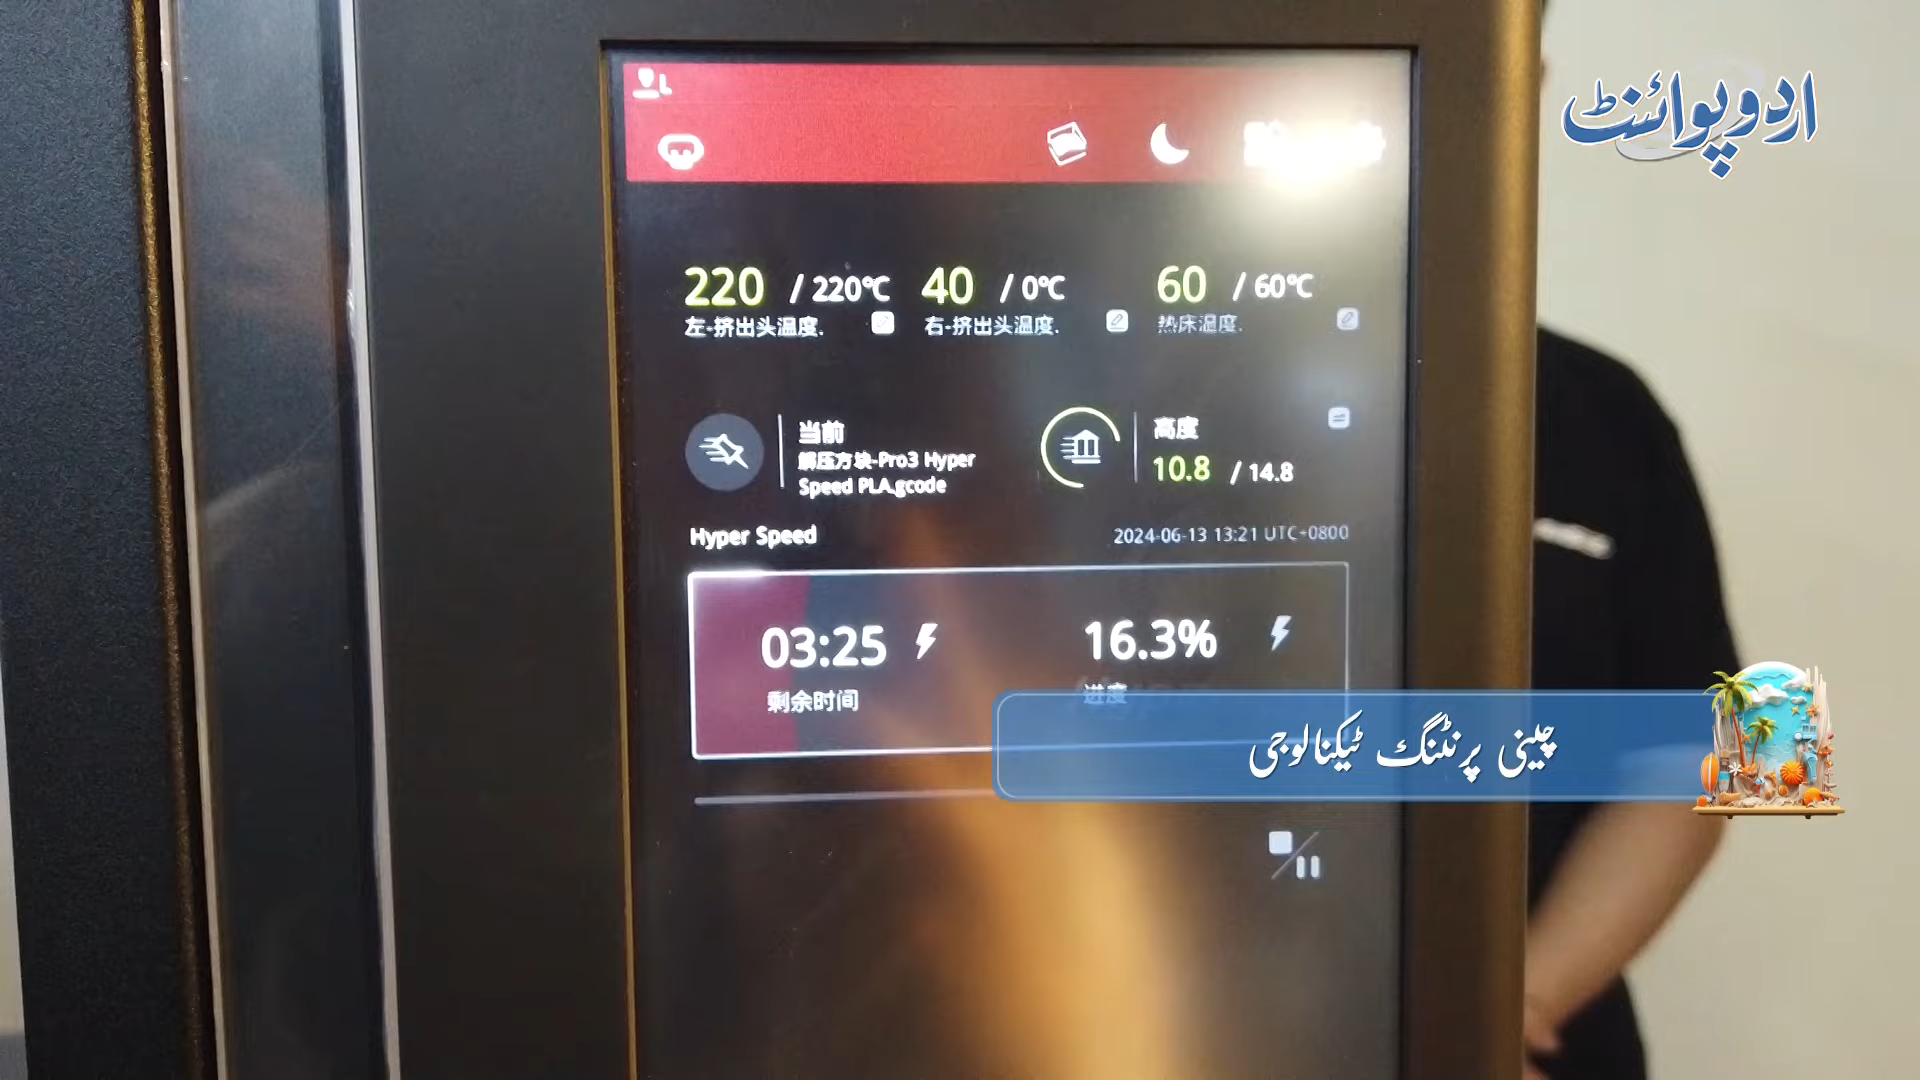 اردو پوائنٹ
220 / 220℃
左-挤出头温度.
40 / 0℃
右-挤出头温度.
60 / 60℃
热床温度.
当前
解压方块-Pro3 Hyper
Speed PLA.gcode
高度
10.8 / 14.8
Hyper Speed
2024-06-13 13:21 UTC+0800
03:25
剩余时间
16.3%
进度
چینی پرنٹنگ ٹیکنالوجی